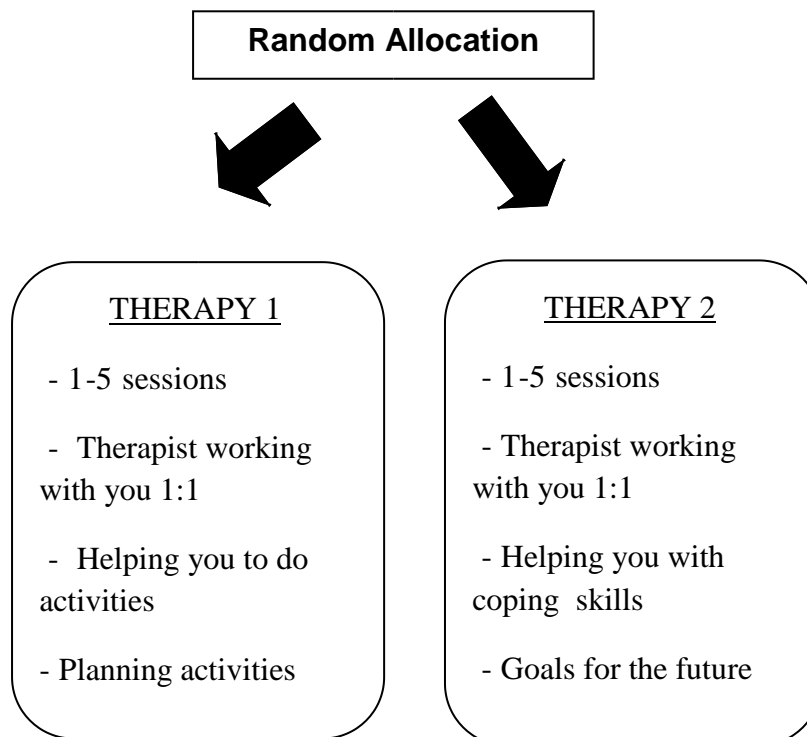 Random Allocation
THERAPY 1
- 1-5 sessions
- Therapist working
with you 1:1
- Helping you to do
activities
- Planning activities
THERAPY 2
- 1-5 sessions
- Therapist working
with you 1:1
- Helping you with
coping skills
- Goals for the future